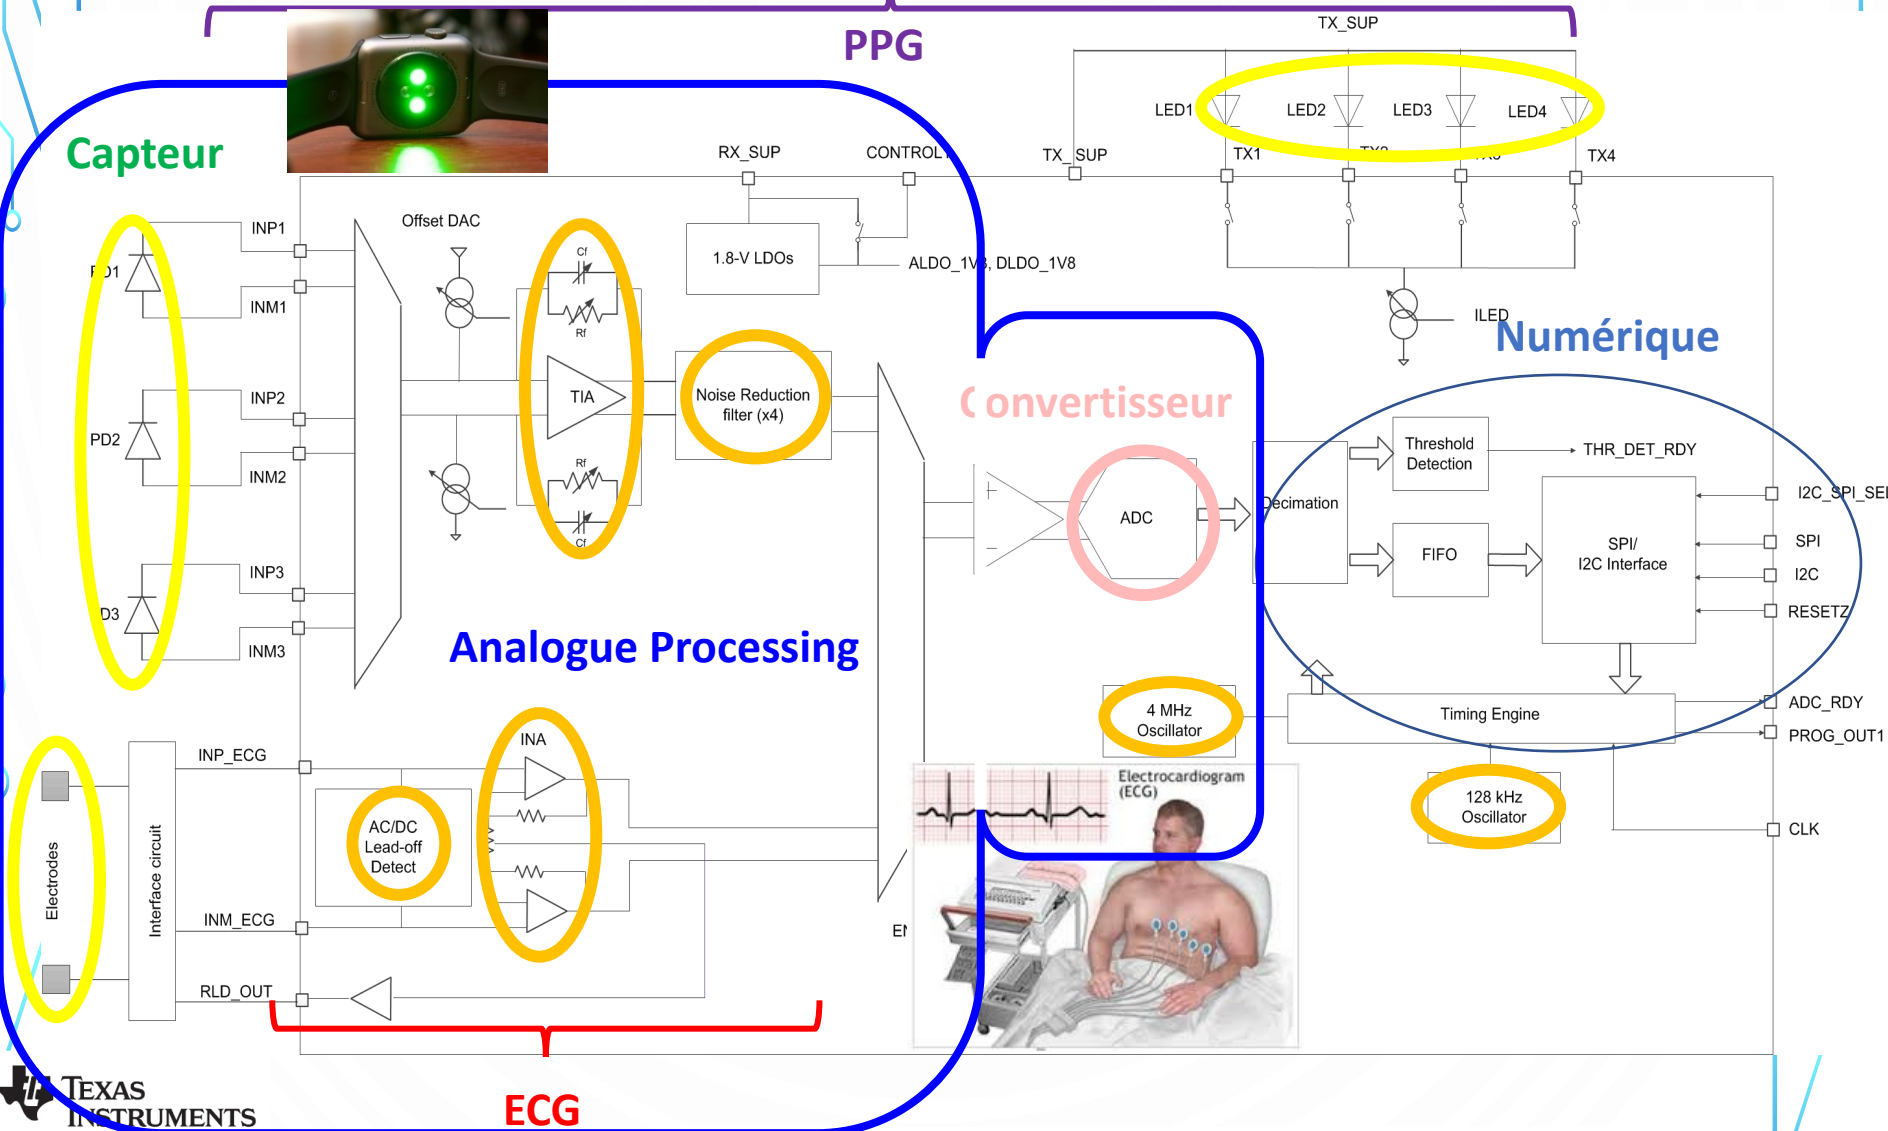 PPG
TX_SUP
LED1
LED2
LED3
LED4
Capteur
RX_SUP
CONTROL1
TX_SUP
TX1
TX4
INP1
Offset DAC
Cf
1.8-V LDOs
ALDO_1V8, DLDO_1V8
INM1
Rf
ILED
Numérique
INP2
TIA
Noise Reduction
filter (x4)
Convertisseur
PD2
INM2
Rf
Cf
ADC
Decimation
Threshold
Detection
THR_DET_RDY
I2C_SPI_SEL
FIFO
SPI/
I2C Interface
SPI
I2C
RESETZ
INP3
INM3
Analogue Processing
4 MHz
Oscillator
Timing Engine
ADC_RDY
PROG_OUT1
INP_ECG
INA
Electrocardiogram
(ECG)
128 kHz
Oscillator
CLK
AC/DC
Lead-off
Detect
Electrodes
Interface circuit
INM_ECG
RLD_OUT
TEXAS
INSTRUMENTS
ECG